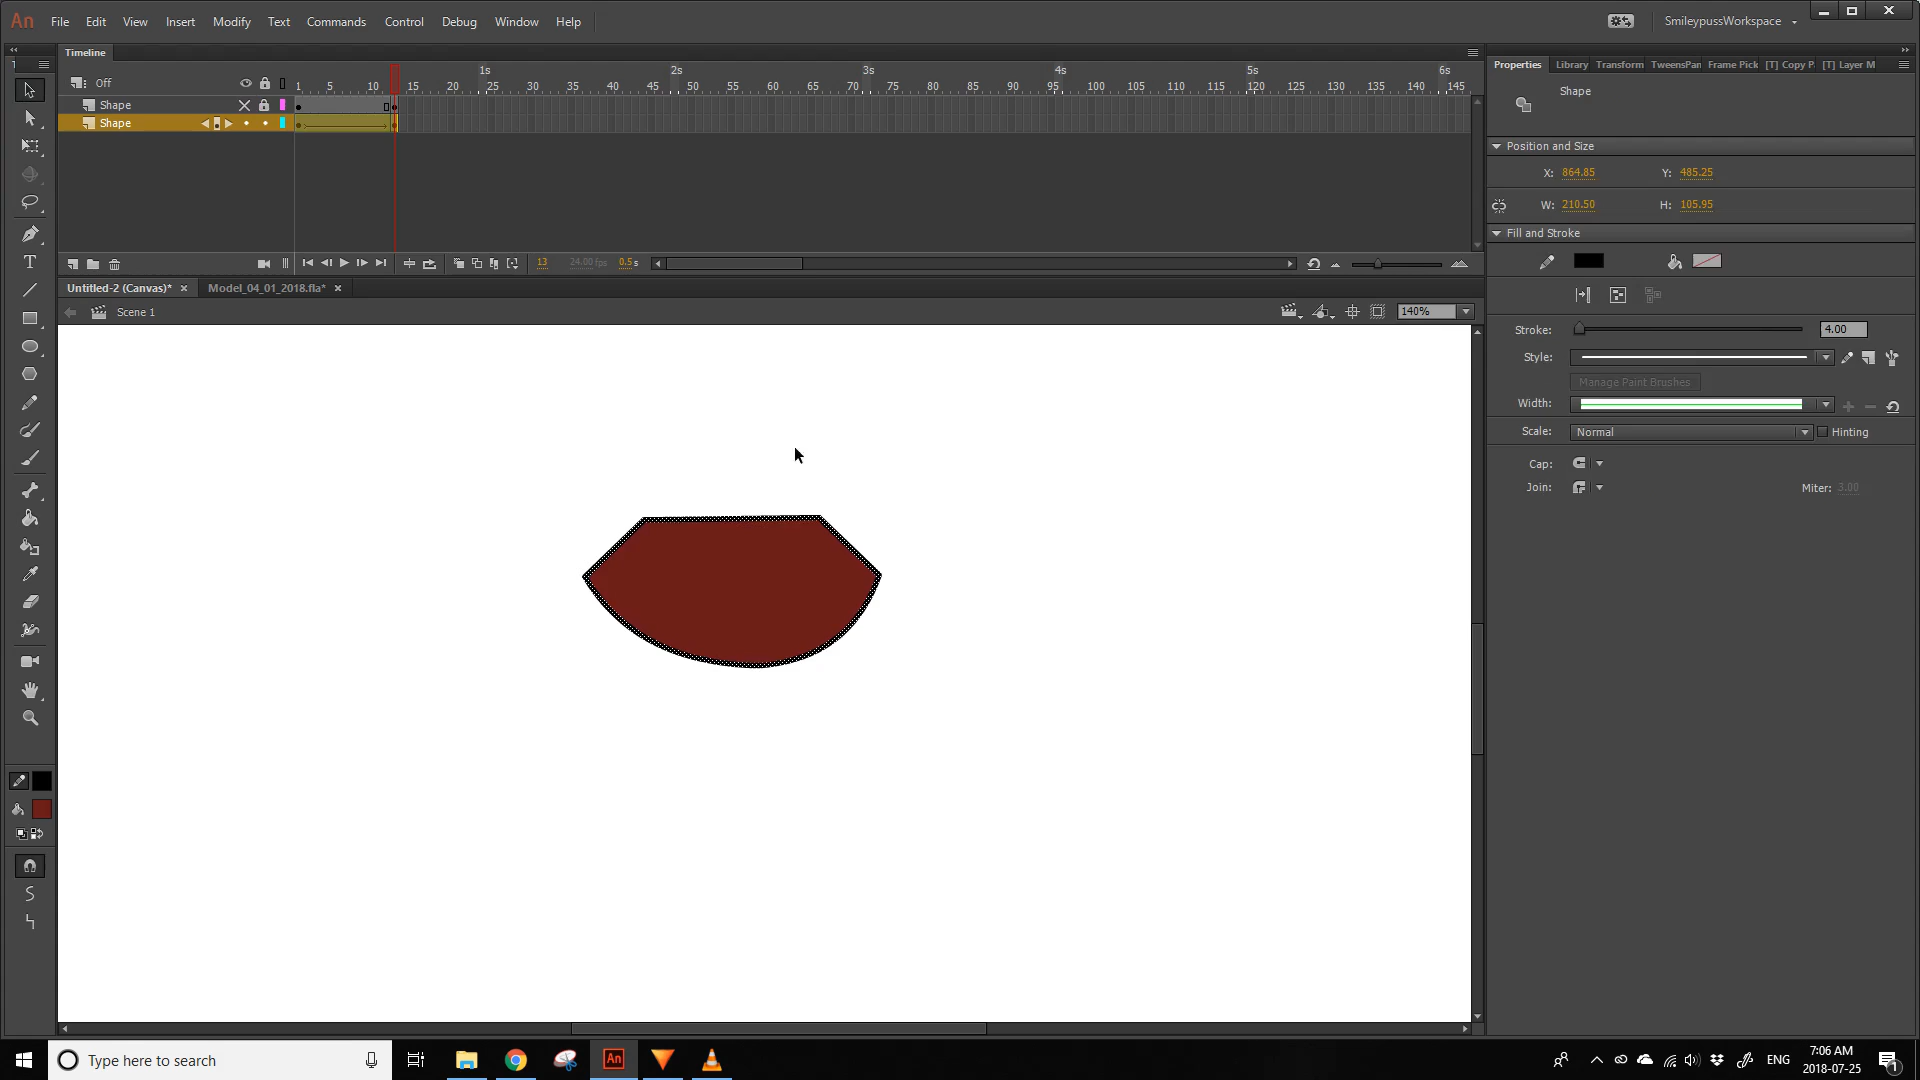 An File Edit View Insert Modify Text Commands Control Debug Window Help SmileypussWorkspace
Timeline
Properties Library Transform TweensPan Frame Pick [T] Copy P [T] Layer M
Off 1s 2s 3s 4s 5s 6s
1 5 10 15 20 25 30 35 40 45 50 55 60 65 70 75 80 85 90 95 100 105 110 115 120 125 130 135 140 145
Shape
Shape
Shape
Position and Size
X: 864.85 Y: 485.25
W: 210.50 H: 105.95
Fill and Stroke
13 24.00 fps 0.5 s
Untitled-2 (Canvas)* Model_04_01_2018.fla*
Scene 1 140%
Stroke: 4.00
Style:
Manage Paint Brushes
Width:
Scale: Normal Hinting
Cap:
Join: Miter: 3.00
T
Type here to search An ENG 7:06 AM
2018-07-25 1